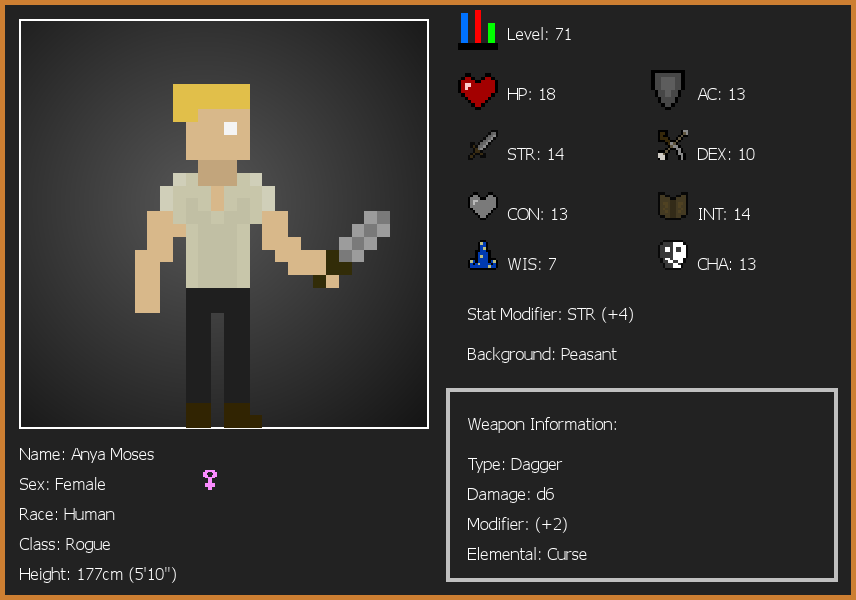 Level: 71
HP: 18
AC: 13
STR: 14
DEX: 10
CON: 13
INT: 14
WIS: 7
CHA: 13
Stat Modifier: STR (+4)
Background: Peasant
Weapon Information:
Type: Dagger
Damage: d6
Modifier: (+2)
Elemental: Curse
Name: Anya Moses
Sex: Female
Race: Human
Class: Rogue
Height: 177cm (5'10")